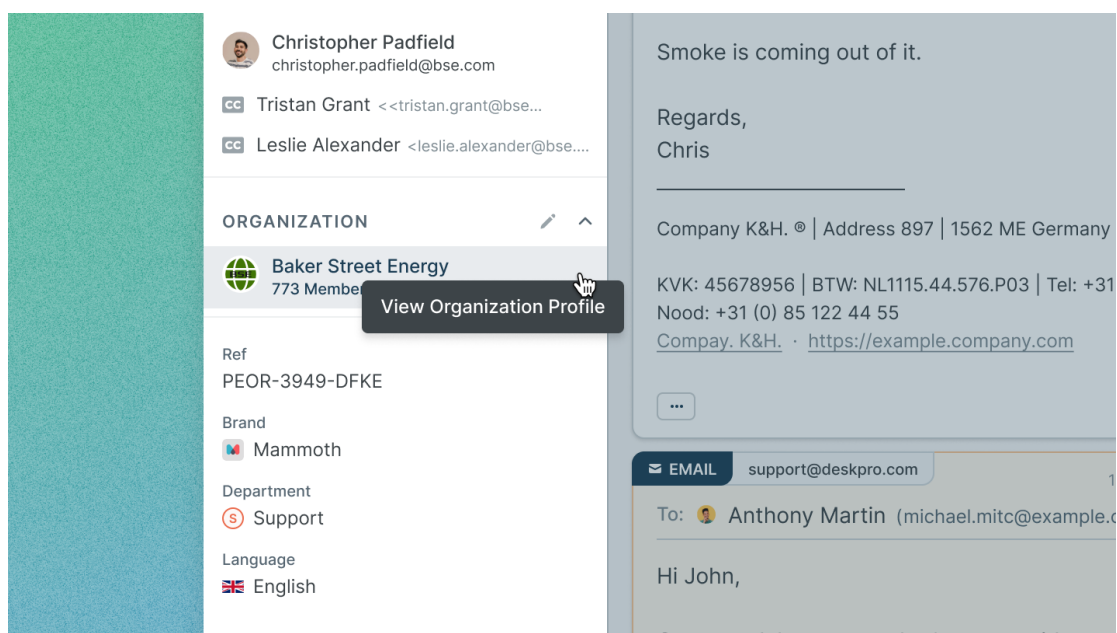 Christopher Padfield
christopher.padfield@bse.com
CC Tristan Grant <<tristan.grant@bse...
CC Leslie Alexander <leslie.alexander@bse....
ORGANIZATION
BSE
Baker Street Energy
773
View Organization Profile
Ref
PEOR-3949-DFKE
Brand
Mammoth
Department
S Support
Language
English
Smoke is coming out of it.
Regards,
Chris
Company K&H. ® | Address 897 | 1562 ME Germany
KVK: 45678956 | BTW: NL1115.44.576.P03 | Tel: +31
Nood: +31 (0) 85 122 44 55
Compay. K&H. · https://example.company.com
...
EMAIL support@deskpro.com
1
To: Anthony Martin (michael.mitc@example.c
Hi John,